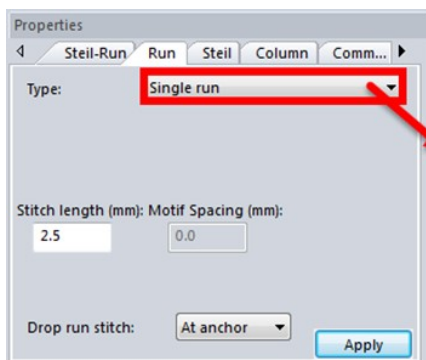 Properties
Steil-Run Run Steil Column Comm...
Type: Single run
Stitch length (mm): Motif Spacing (mm):
2.5 0.0
Drop run stitch: At anchor
Apply